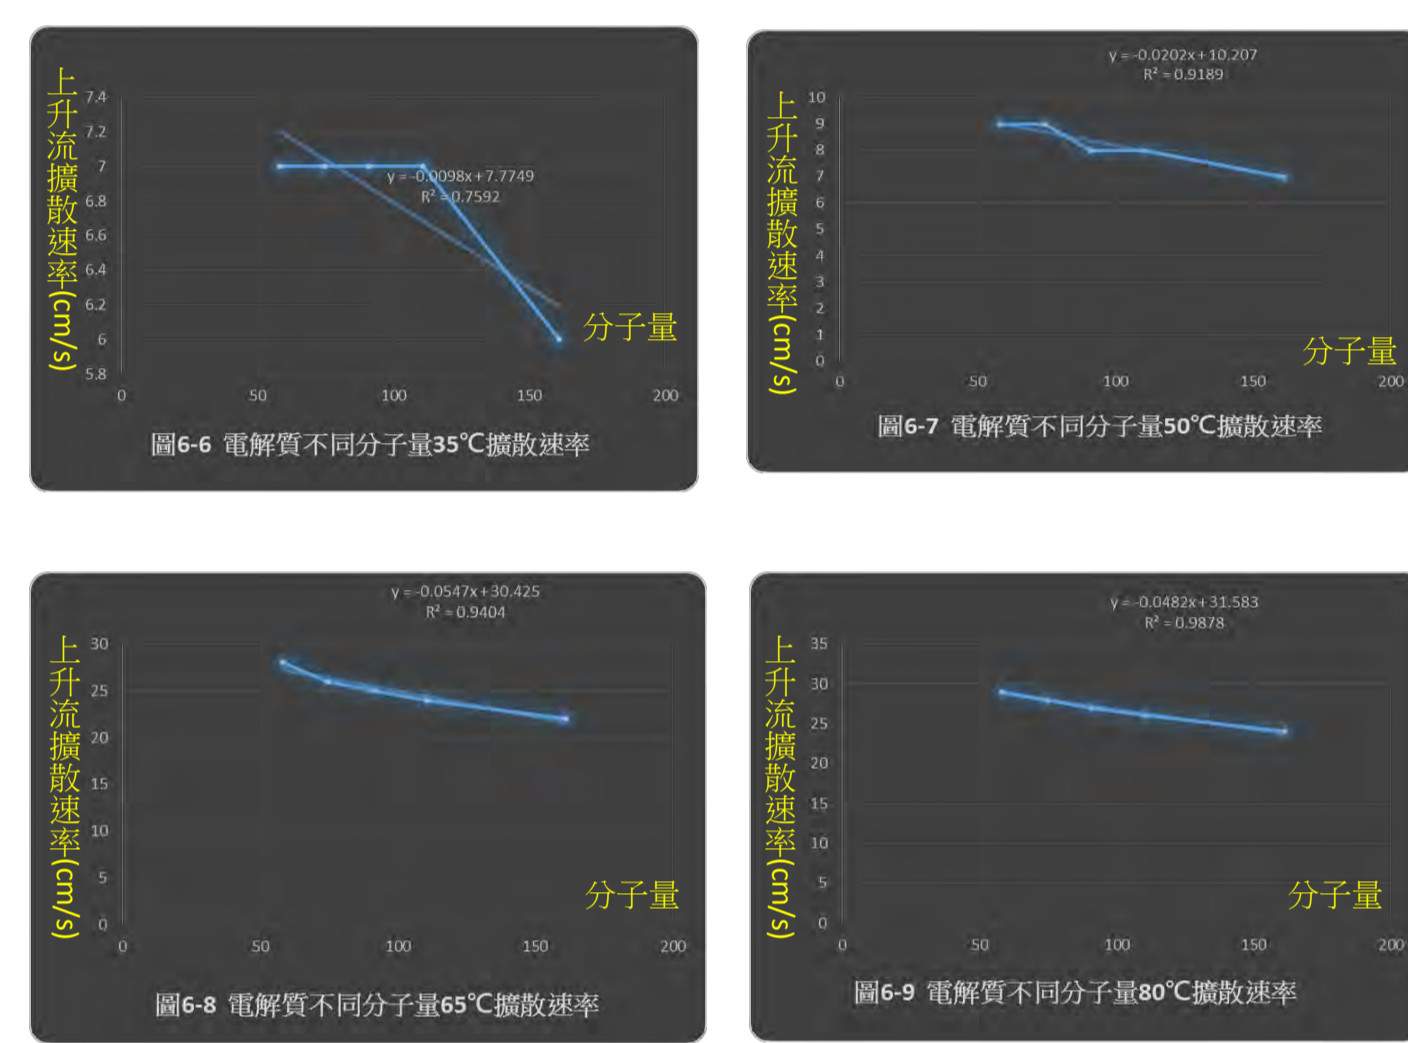 上升流擴散速率(cm/s)
7.4
7.2
7
6.8
6.6
6.4
6.2
6
5.8
y = -0.0098x + 7.7749
R² = 0.7592
分子量
0
50
100
150
200
圖6-6 電解質不同分子量35℃擴散速率
y = -0.0202x + 10.207
R² = 0.9189
上升流擴散速率(cm/s)
10
9
8
7
6
5
4
3
2
1
0
分子量
0
50
100
150
200
圖6-7 電解質不同分子量50℃擴散速率
y = -0.0547x + 30.425
R² = 0.9404
上升流擴散速率(cm/s)
30
25
20
15
10
5
0
分子量
0
50
100
150
200
圖6-8 電解質不同分子量65℃擴散速率
y = -0.0482x + 31.583
R² = 0.9878
上升流擴散速率(cm/s)
35
30
25
20
15
10
5
0
分子量
0
50
100
150
200
圖6-9 電解質不同分子量80℃擴散速率